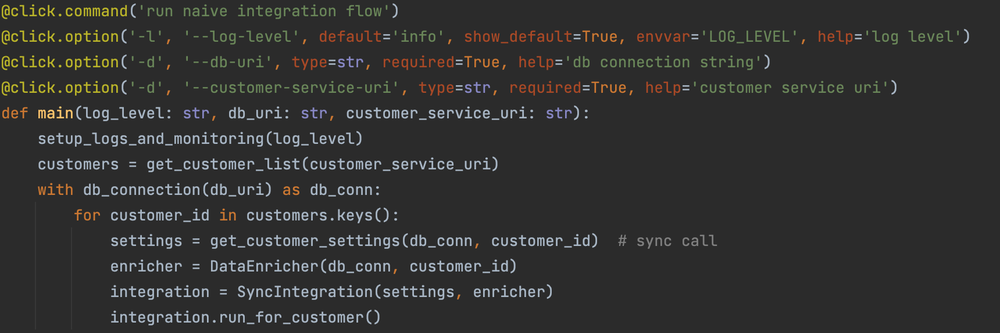 @click.command('run naive integration flow')
@click.option('-l', '--log-level', default='info', show_default=True, envvar='LOG_LEVEL', help='log level')
@click.option('-d', '--db-uri', type=str, required=True, help='db connection string')
@click.option('-d', '--customer-service-uri', type=str, required=True, help='customer service uri')
def main(log_level: str, db_uri: str, customer_service_uri: str):
    setup_logs_and_monitoring(log_level)
    customers = get_customer_list(customer_service_uri)
    with db_connection(db_uri) as db_conn:
        for customer_id in customers.keys():
            settings = get_customer_settings(db_conn, customer_id)  # sync call
            enricher = DataEnricher(db_conn, customer_id)
            integration = SyncIntegration(settings, enricher)
            integration.run_for_customer()